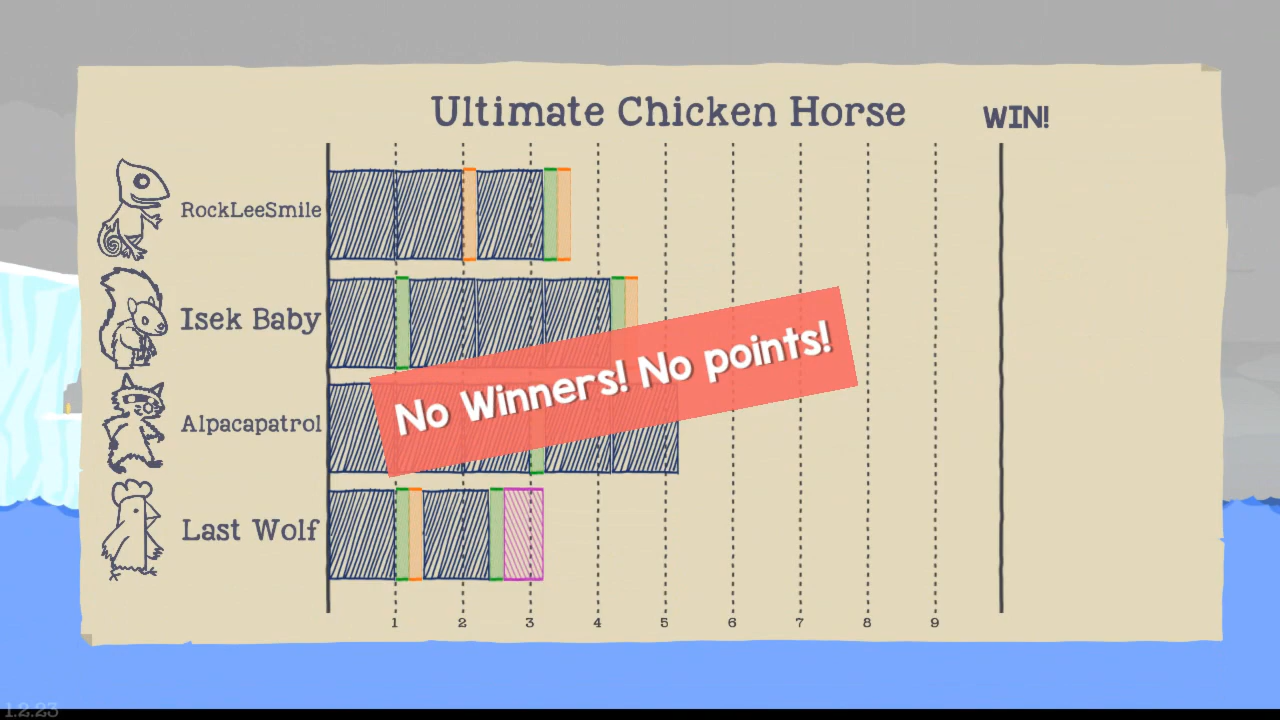 Ultimate Chicken Horse
WIN!
RockLeeSmile
Isek Baby
No Winners! No points!
Alpacapatrol
Last Wolf
1 2 3 4 5 6 7 8 9
1.2.23